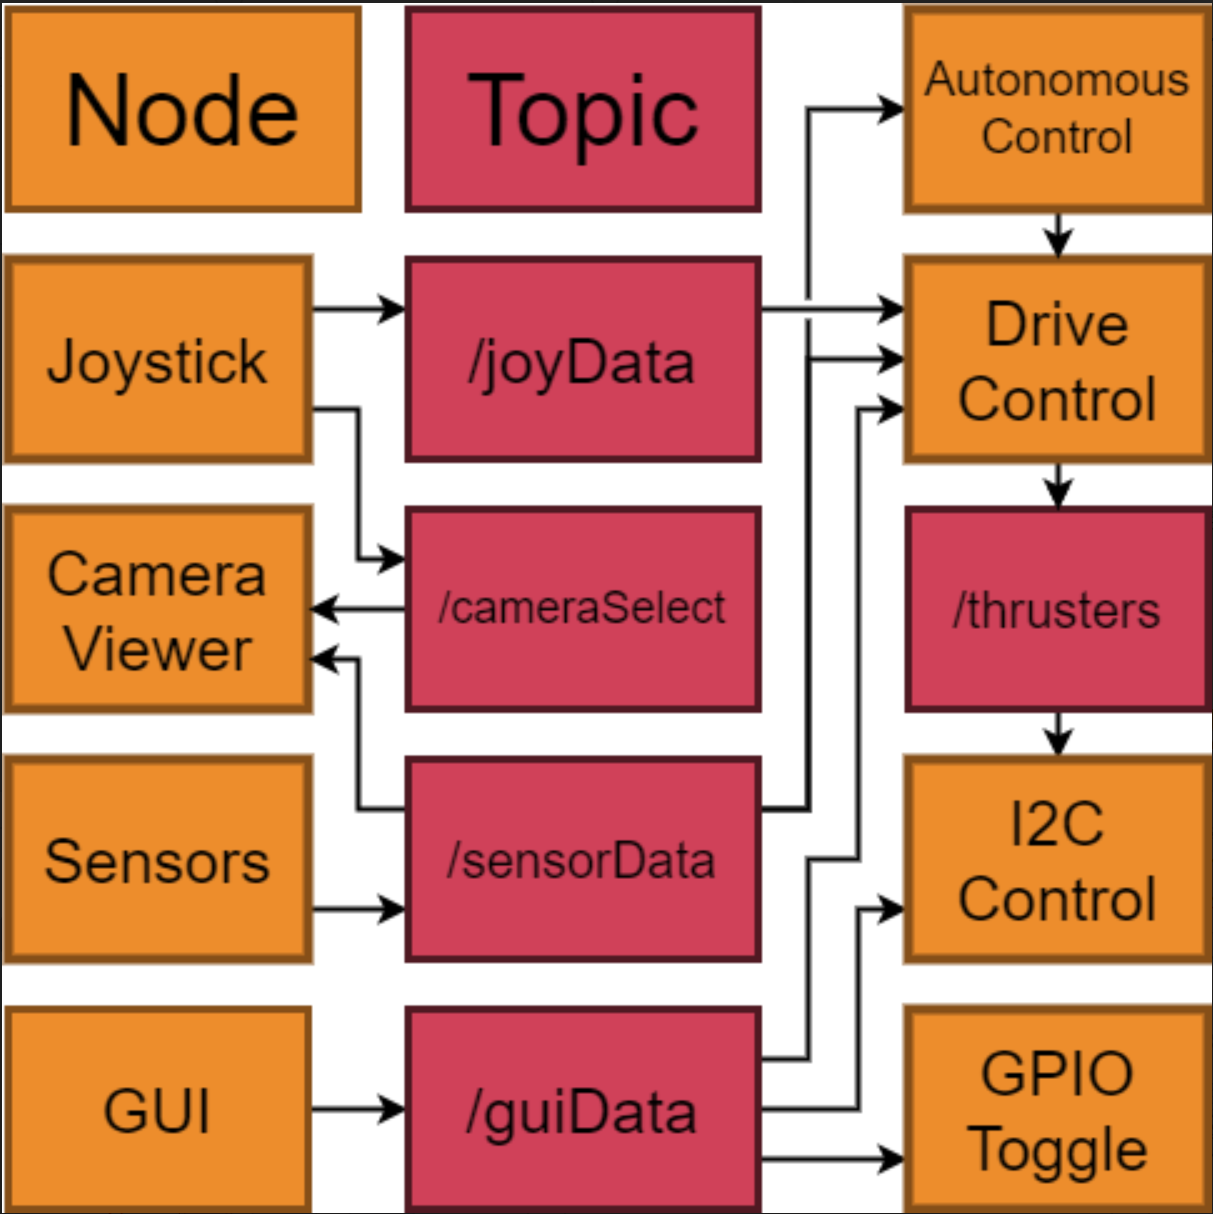 Node
Topic
Autonomous
Control
Joystick
/joyData
Drive
Control
Camera
Viewer
/cameraSelect
/thrusters
Sensors
/sensorData
I2C
Control
GUI
/guiData
GPIO
Toggle